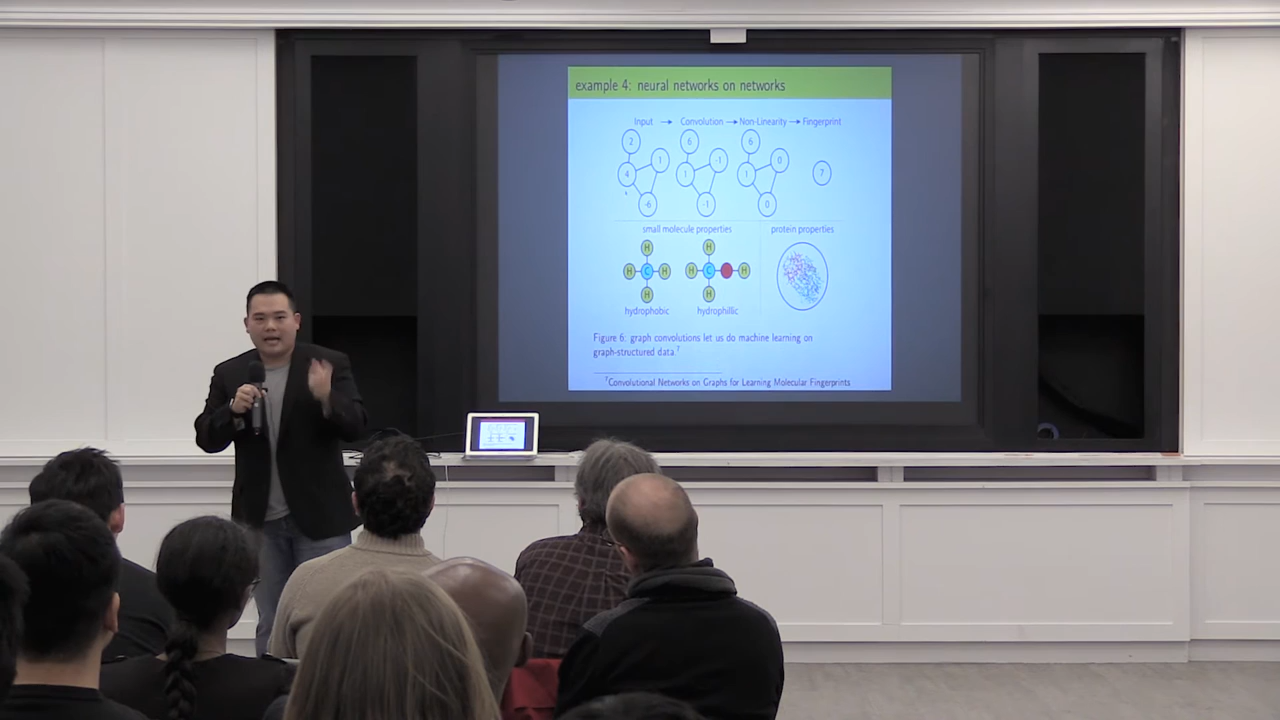 example 4: neural networks on networks
Input → Convolution → Non-Linearity → Fingerprint
2 6 6
1 -1 0
4 1 1 7
-6 -1 0
small molecule properties protein properties
H H
H C H H C H
H H
hydrophobic hydrophillic
Figure 6: graph convolutions let us do machine learning on
graph-structured data.7
7Convolutional Networks on Graphs for Learning Molecular Fingerprints